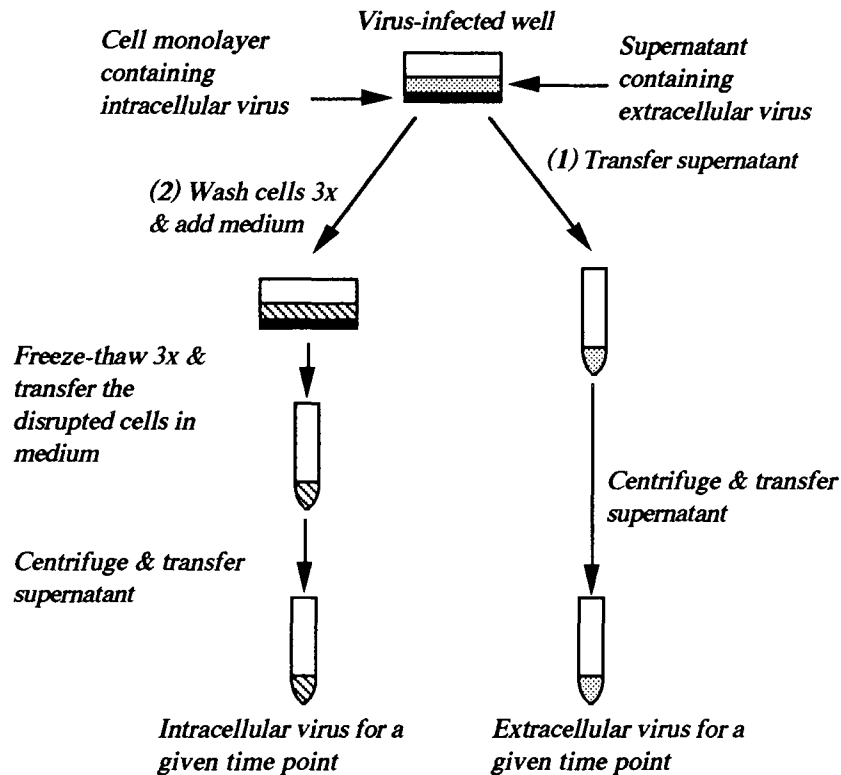 Virus-infected well
Cell monolayer
containing
intracellular virus
Supernatant
containing
extracellular virus
(1) Transfer supernatant
(2) Wash cells 3x
& add medium
Freeze-thaw 3x &
transfer the
disrupted cells in
medium
Centrifuge & transfer
supernatant
Centrifuge & transfer
supernatant
Intracellular virus for a
given time point
Extracellular virus for a
given time point